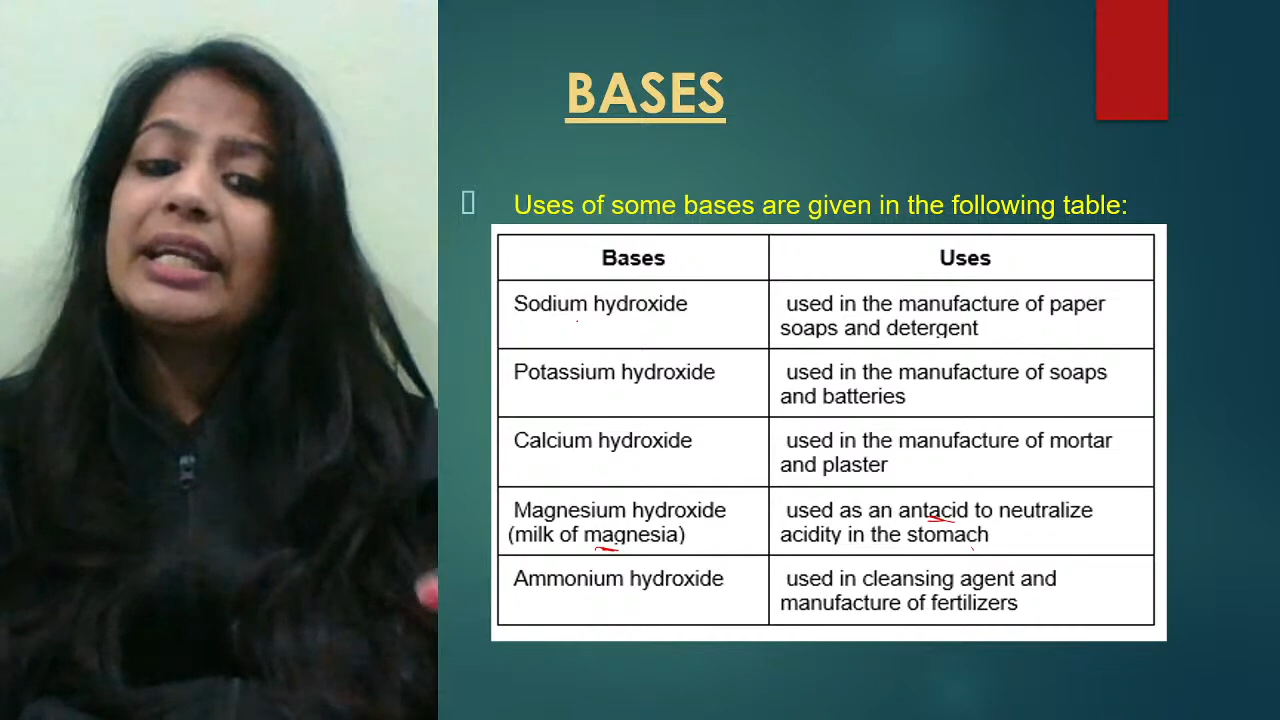 BASES
Uses of some bases are given in the following table:
Bases Uses
Sodium hydroxide used in the manufacture of paper
soaps and detergent
Potassium hydroxide used in the manufacture of soaps
and batteries
Calcium hydroxide used in the manufacture of mortar
and plaster
Magnesium hydroxide used as an antacid to neutralize
(milk of magnesia) acidity in the stomach
Ammonium hydroxide used in cleansing agent and
manufacture of fertilizers